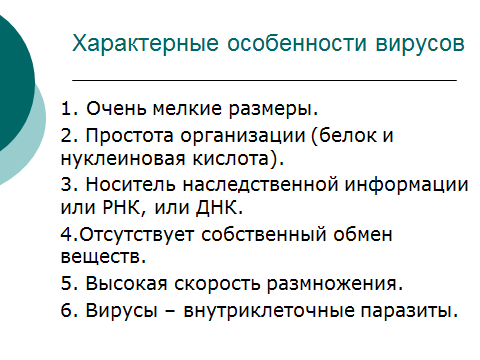 Характерные особенности вирусов
1. Очень мелкие размеры.
2. Простота организации (белок и
нуклеиновая кислота).
3. Носитель наследственной информации
или РНК, или ДНК.
4.Отсутствует собственный обмен
веществ.
5. Высокая скорость размножения.
6. Вирусы – внутриклеточные паразиты.